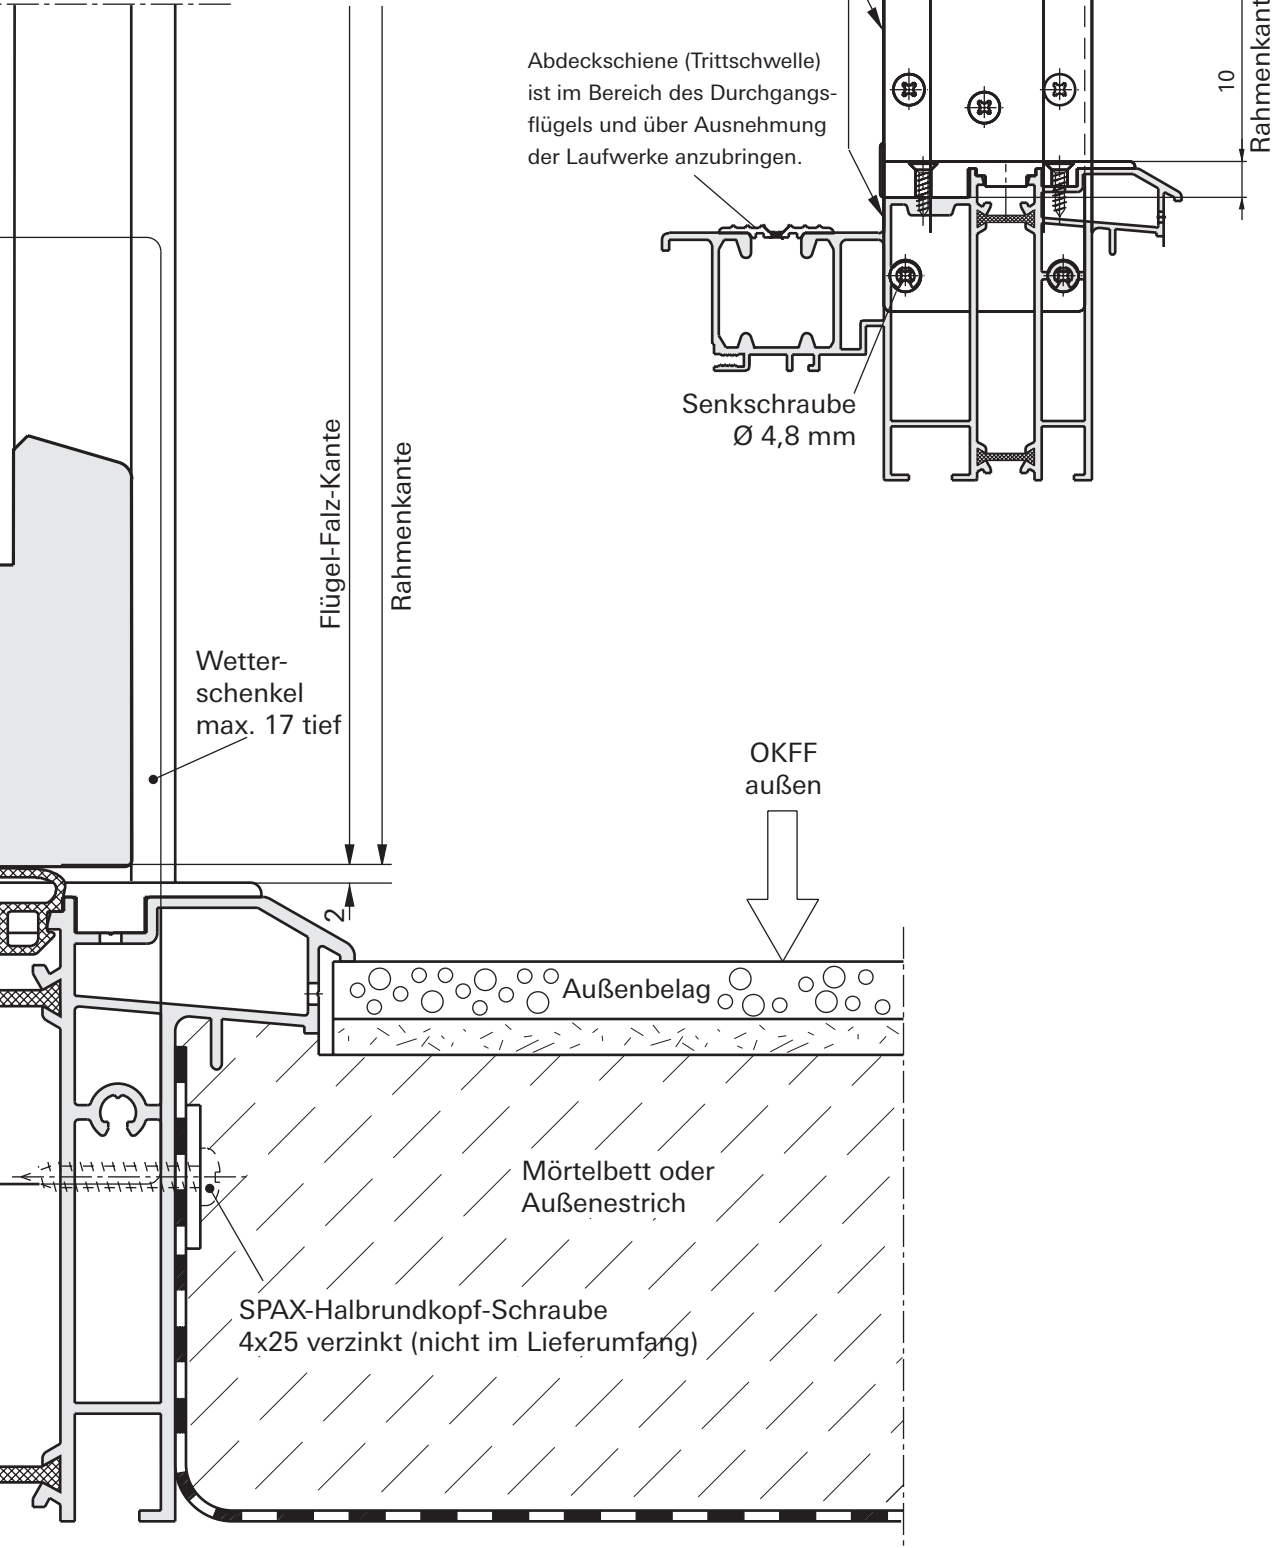 Abdeckschiene (Trittschwelle)
ist im Bereich des Durchgangs-
flügels und über Ausnehmung
der Laufwerke anzubringen.
10
Rahmenkant
Senkschraube
Ø 4,8 mm
Flügel-Falz-Kante
Rahmenkante
Wetter-
schenkel
max. 17 tief
OKFF
außen
2
Außenbelag
Mörtelbett oder
Außenestrich
SPAX-Halbrundkopf-Schraube
4x25 verzinkt (nicht im Lieferumfang)